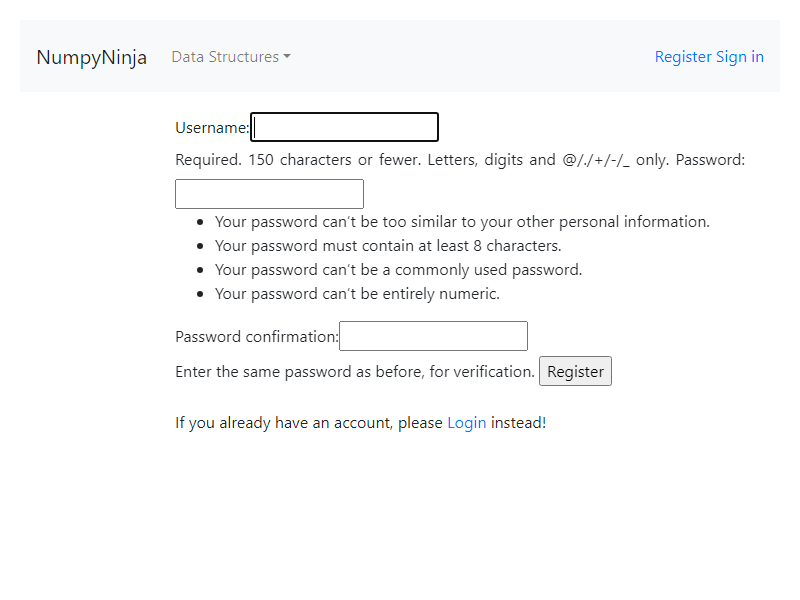 NumpyNinja Data Structures Register Sign in
Username:
Required. 150 characters or fewer. Letters, digits and @/./+/-/_ only. Password:
Your password can’t be too similar to your other personal information.
Your password must contain at least 8 characters.
Your password can’t be a commonly used password.
Your password can’t be entirely numeric.
Password confirmation:
Enter the same password as before, for verification. Register
If you already have an account, please Login instead!